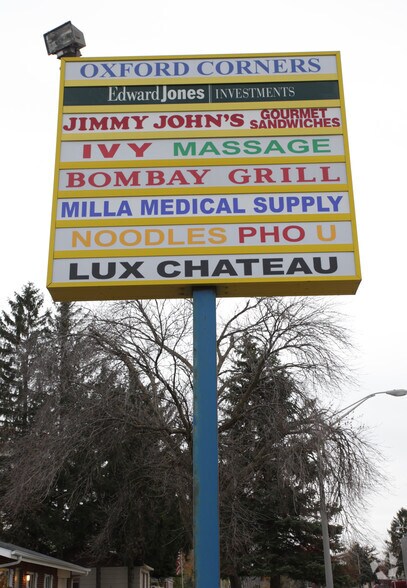 OXFORD CORNERS
Edward Jones | INVESTMENTS
JIMMY JOHN'S GOURMET SANDWICHES
IVY MASSAGE
BOMBAY GRILL
MILLA MEDICAL SUPPLY
NOODLES PHO U
LUX CHATEAU